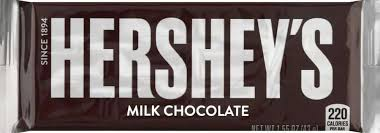 SINCE 1894
HERSHEY'S
MILK CHOCOLATE
220
CALORIES
PER BAR
NET WT 1.55 OZ (43 g)